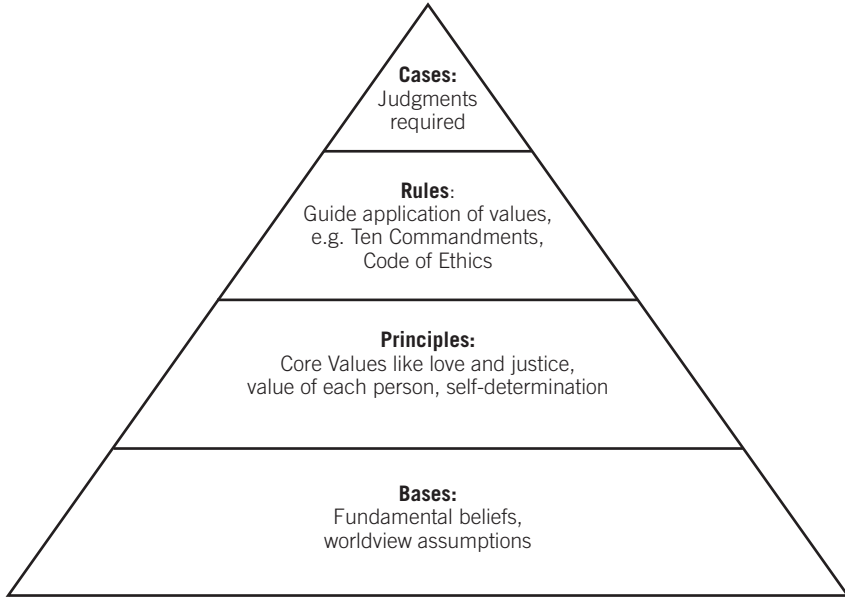 Cases:
Judgments
required
Rules:
Guide application of values,
e.g. Ten Commandments,
Code of Ethics
Principles:
Core Values like love and justice,
value of each person, self-determination
Bases:
Fundamental beliefs,
worldview assumptions